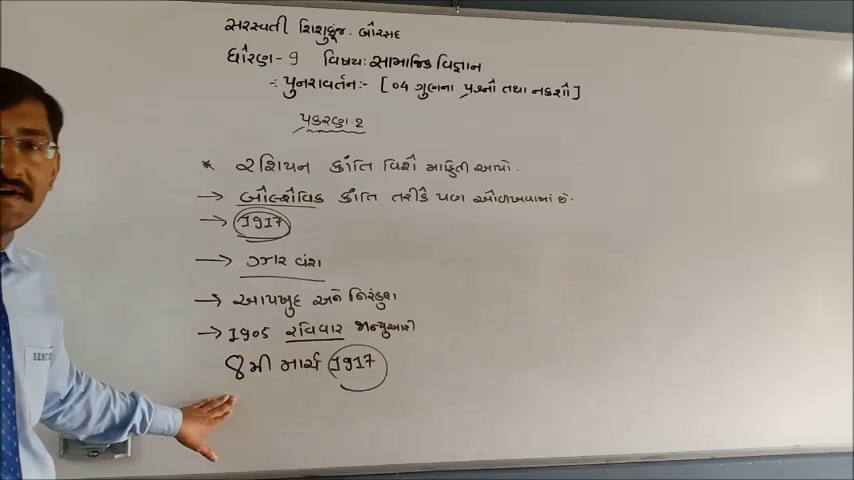 સરસ્વતી શિશુકુંજ. બોરસદ
ધોરણ - 9 વિષય: સામાજિક વિજ્ઞાન
-: પુનરાવર્તન:- [ 04 ગુણના પ્રશ્નો તથા નકશો ]
પ્રકરણ-2
* રશિયન ક્રાંતિ વિશે માહિતી આપો.
→ બોલ્શેવિક ક્રાંતિ તરીકે પણ ઓળખવામાં છે.
→ 1917
→ ઝાર વંશ
→ આપખુદ અને નિરંકુશ
→ 1905 રવિવાર જાન્યુઆરી
8મી માર્ચ 1917